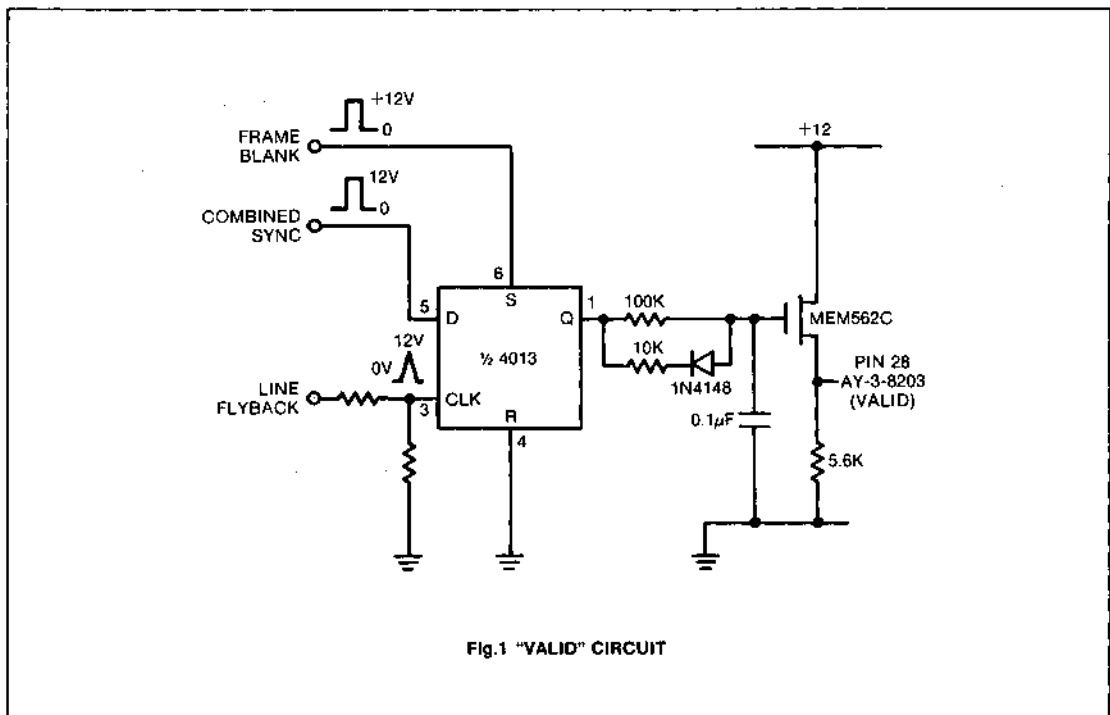 +12V
0
FRAME
BLANK
12V
0
COMBINED
SYNC
+12
6
S
5
D
1
Q
100K
10K
1N4148
MEM562C
½ 4013
12V
0V
LINE
FLYBACK
3
CLK
R
4
0.1µF
PIN 28
AY-3-8203
(VALID)
5.6K
Fig.1 "VALID" CIRCUIT